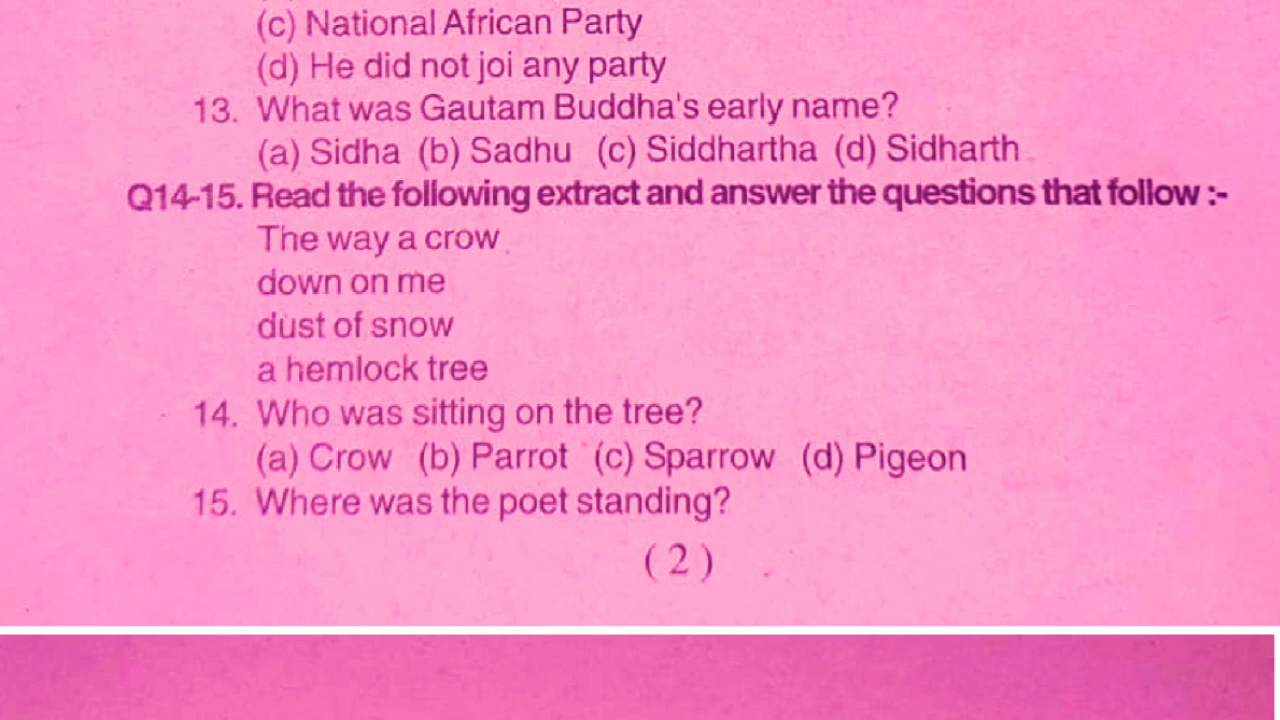 (c) National African Party
(d) He did not joi any party
13. What was Gautam Buddha's early name?
(a) Sidha (b) Sadhu (c) Siddhartha (d) Sidharth
Q14-15. Read the following extract and answer the questions that follow :-
The way a crow
down on me
dust of snow
a hemlock tree
14. Who was sitting on the tree?
(a) Crow (b) Parrot (c) Sparrow (d) Pigeon
15. Where was the poet standing?
( 2 )